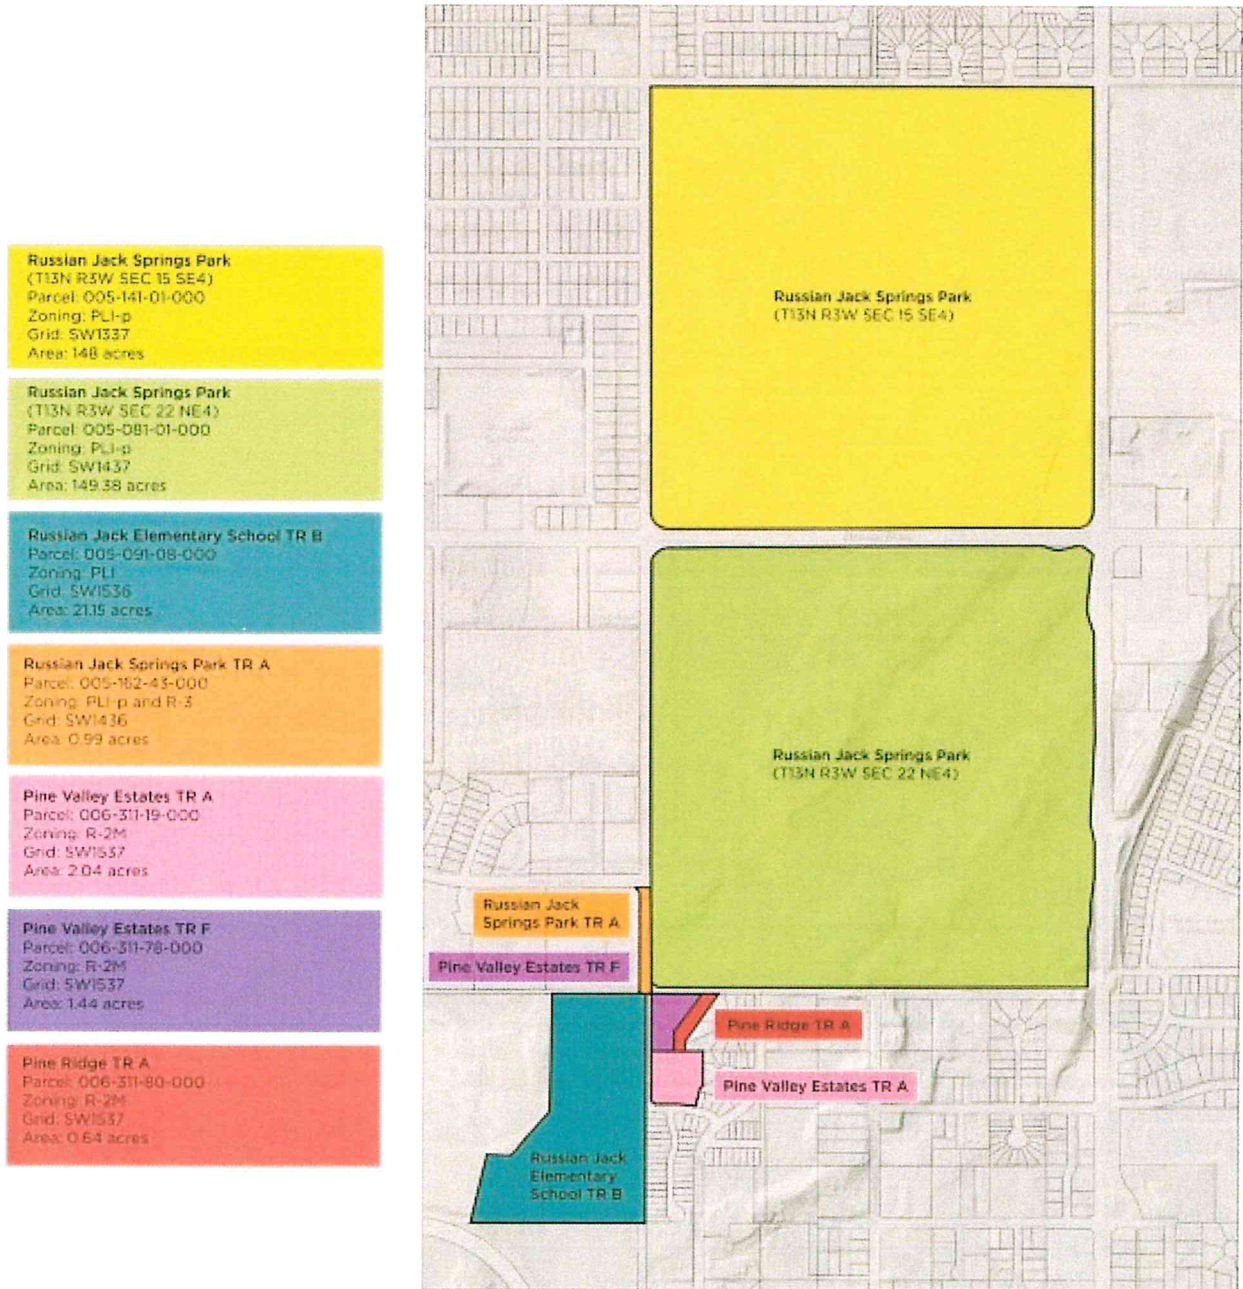 Russian Jack Springs Park
(T13N R3W SEC 15 SE4)
Parcel: 005-141-01-000
Zoning: PLI-p
Grid: SW1337
Area: 148 acres
Russian Jack Springs Park
(T13N R3W SEC 22 NE4)
Parcel: 005-081-01-000
Zoning: PLI-p
Grid: SW1437
Area: 149.38 acres
Russian Jack Elementary School TR B
Parcel: 005-091-08-000
Zoning: PLI
Grid: SW1536
Area: 21.15 acres
Russian Jack Springs Park TR A
Parcel: 005-162-43-000
Zoning: PLI-p and R-3
Grid: SW1436
Area: 0.99 acres
Pine Valley Estates TR A
Parcel: 006-311-19-000
Zoning: R-2M
Grid: SW1537
Area: 2.04 acres
Pine Valley Estates TR F
Parcel: 006-311-78-000
Zoning: R-2M
Grid: SW1537
Area: 1.44 acres
Pine Ridge TR A
Parcel: 006-311-80-000
Zoning: R-2M
Grid: SW1537
Area: 0.64 acres
Russian Jack Springs Park
(T13N R3W SEC 15 SE4)
Russian Jack Springs Park
(T13N R3W SEC 22 NE4)
Russian Jack
Springs Park TR A
Pine Valley Estates TR F
Pine Ridge TR A
Pine Valley Estates TR A
Russian Jack
Elementary
School TR B